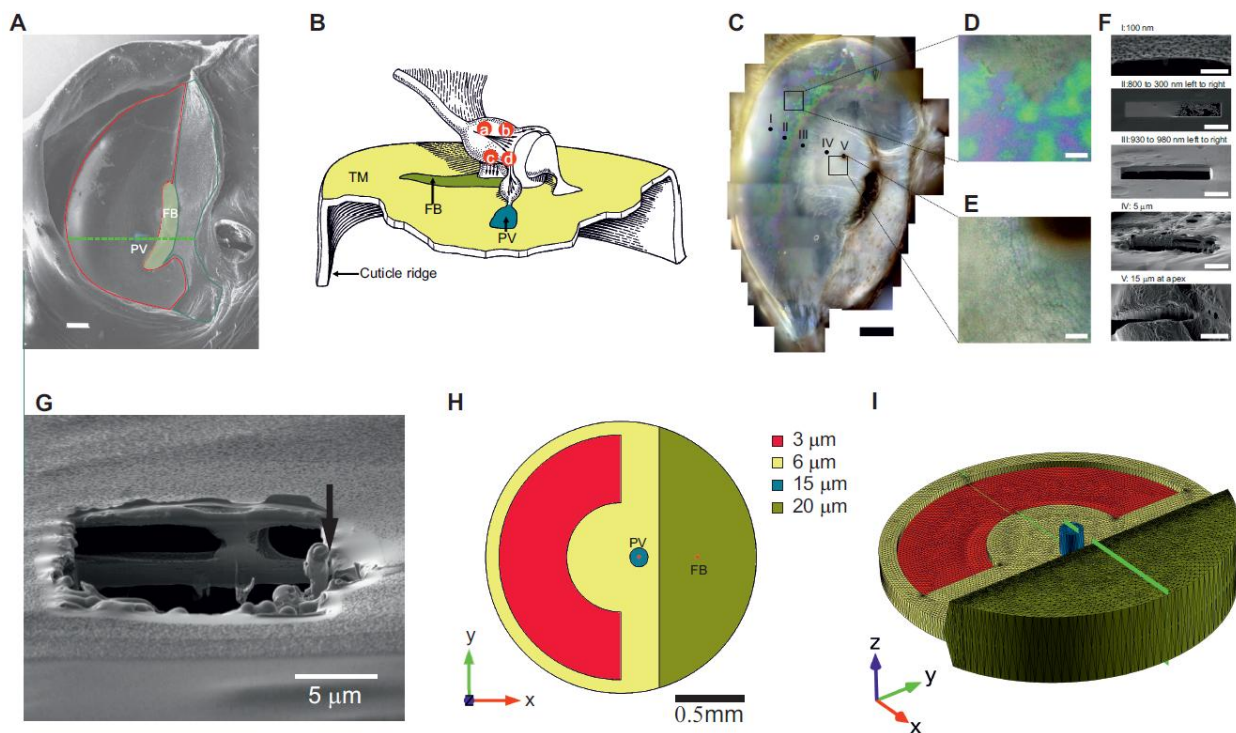 A
FB
PV
B
a b
c d
TM
FB
PV
Cuticle ridge
C
I
II
III
IV
V
D
E
F
I:100 nm
II:800 to 300 nm left to right
III:930 to 980 nm left to right
IV: 5 μm
V: 15 μm at apex
G
5 μm
H
3 μm
6 μm
15 μm
20 μm
PV
FB
y
x
0.5mm
I
z
y
x